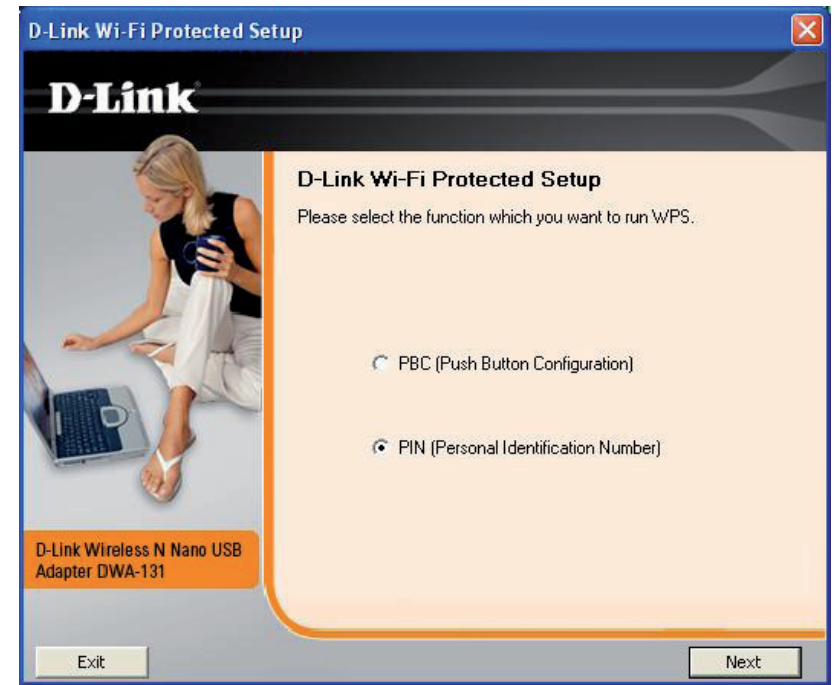 D-Link Wi-Fi Protected Setup
D-Link
D-Link Wi-Fi Protected Setup
Please select the function which you want to run WPS.
PBC (Push Button Configuration)
PIN (Personal Identification Number)
D-Link Wireless N Nano USB
Adapter DWA-131
Exit
Next